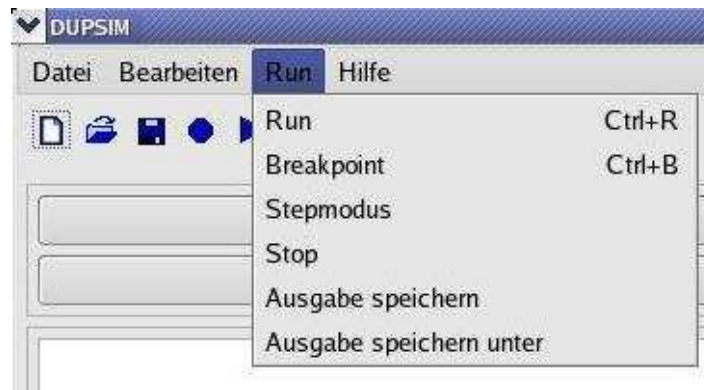 DUPSIM
Datei Bearbeiten Run Hilfe
Run Ctrl+R
Breakpoint Ctrl+B
Stepmodus
Stop
Ausgabe speichern
Ausgabe speichern unter